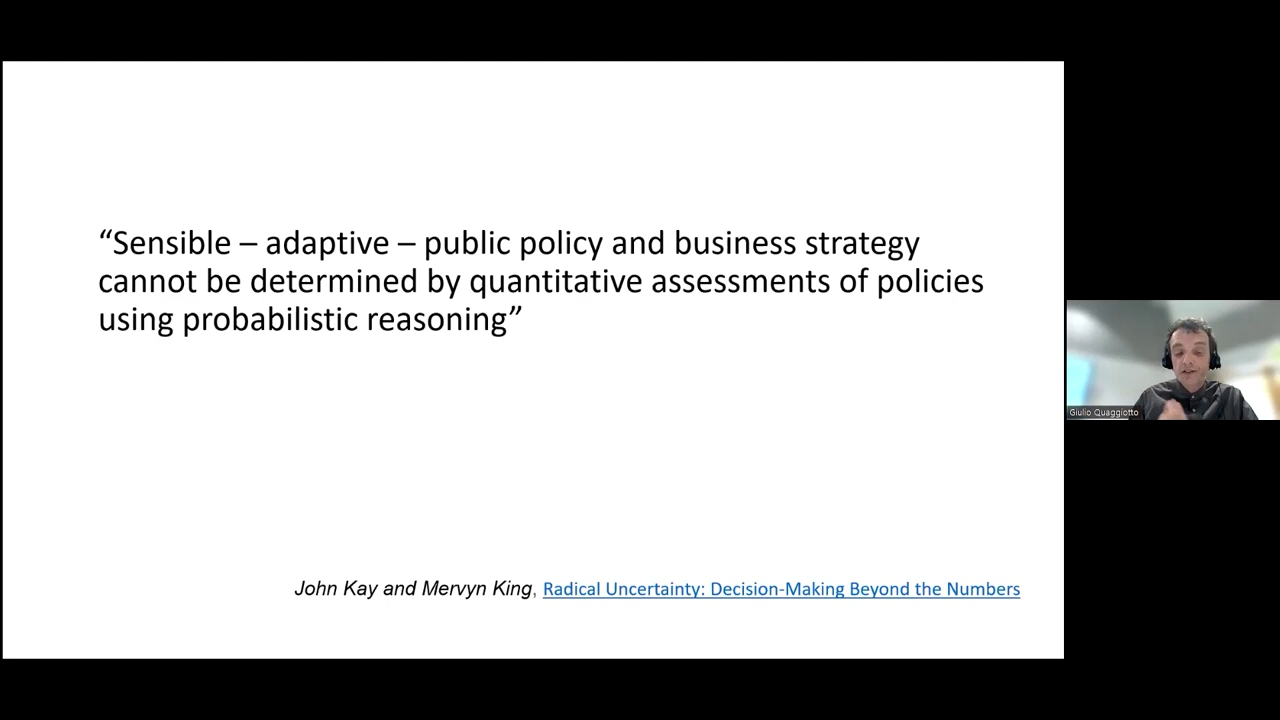 “Sensible – adaptive – public policy and business strategy
cannot be determined by quantitative assessments of policies
using probabilistic reasoning”
John Kay and Mervyn King, Radical Uncertainty: Decision-Making Beyond the Numbers
Giulio Quaggiotto